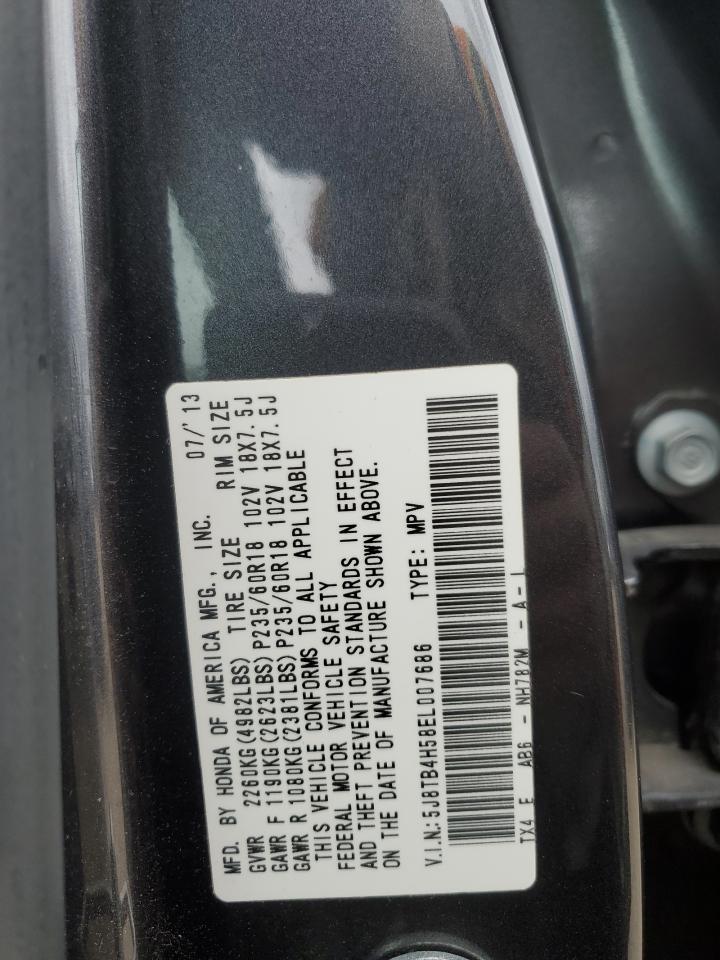 MFD. BY HONDA OF AMERICA MFG., INC. 07/'13
GVWR 2260KG(4982LBS) TIRE SIZE RIM SIZE
GAWR F 1190KG(2623LBS)P235/60R18 102V 18X7.5J
GAWR R 1080KG(2381LBS)P235/60R18 102V 18X7.5J
THIS VEHICLE CONFORMS TO ALL APPLICABLE
FEDERAL MOTOR VEHICLE SAFETY
AND THEFT PREVENTION STANDARDS IN EFFECT
ON THE DATE OF MANUFACTURE SHOWN ABOVE.
V.I.N.:5J8TB4H58EL007686 TYPE: MPV
TX4 E AB6 - NH782M - A - L